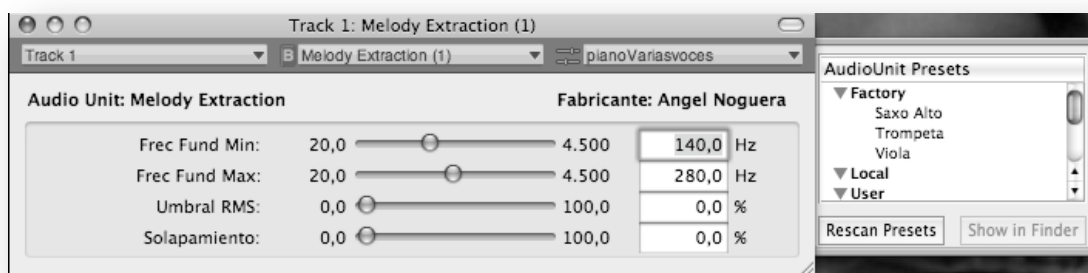 Track 1: Melody Extraction (1)
Track 1 B Melody Extraction (1) pianoVariasvoces
Audio Unit: Melody Extraction Fabricante: Angel Noguera
Frec Fund Min: 20,0 4.500 140,0 Hz
Frec Fund Max: 20,0 4.500 280,0 Hz
Umbral RMS: 0,0 100,0 0,0 %
Solapamiento: 0,0 100,0 0,0 %
AudioUnit Presets
Factory
Saxo Alto
Trompeta
Viola
Local
User
Rescan Presets Show in Finder